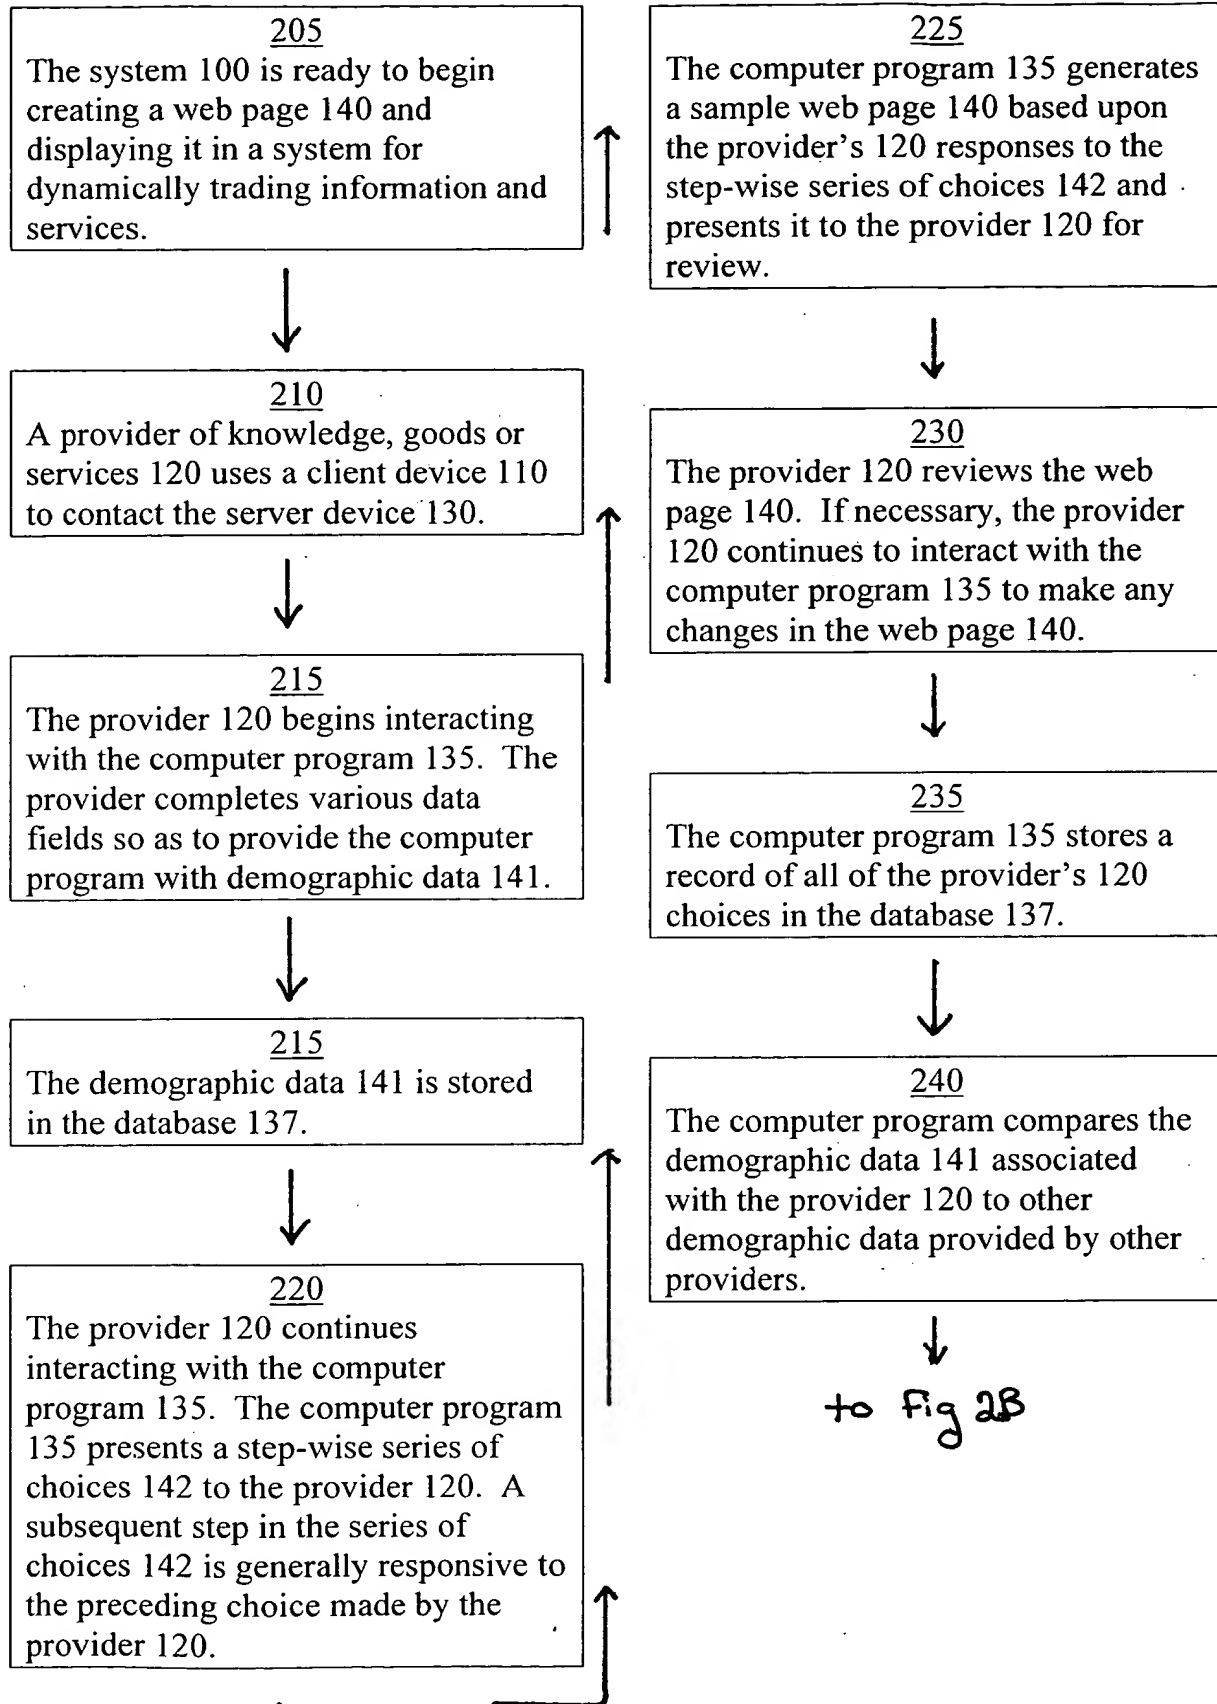 205
The system 100 is ready to begin
creating a web page 140 and
displaying it in a system for
dynamically trading information and
services.
210
A provider of knowledge, goods or
services 120 uses a client device 110
to contact the server device 130.
215
The provider 120 begins interacting
with the computer program 135. The
provider completes various data
fields so as to provide the computer
program with demographic data 141.
215
The demographic data 141 is stored
in the database 137.
220
The provider 120 continues
interacting with the computer
program 135. The computer program
135 presents a step-wise series of
choices 142 to the provider 120. A
subsequent step in the series of
choices 142 is generally responsive to
the preceding choice made by the
provider 120.
225
The computer program 135 generates
a sample web page 140 based upon
the provider's 120 responses to the
step-wise series of choices 142 and
presents it to the provider 120 for
review.
230
The provider 120 reviews the web
page 140. If necessary, the provider
120 continues to interact with the
computer program 135 to make any
changes in the web page 140.
235
The computer program 135 stores a
record of all of the provider's 120
choices in the database 137.
240
The computer program compares the
demographic data 141 associated
with the provider 120 to other
demographic data provided by other
providers.
to Fig 2B